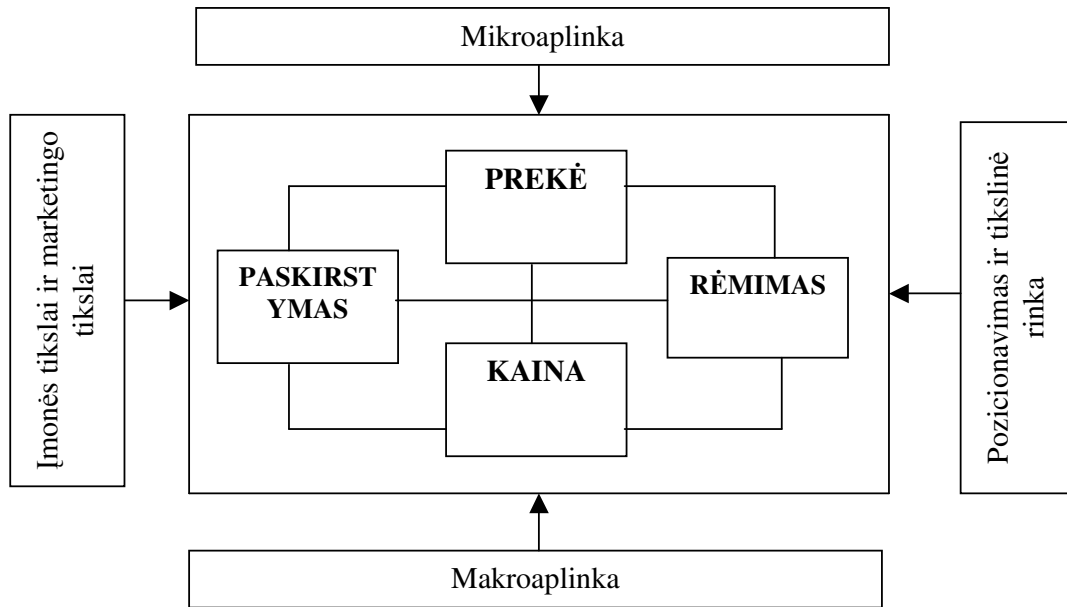 Mikroaplinka
Įmonės tikslai ir marketingo
tikslai
PREKĖ
PASKIRST
YMAS
RĖMIMAS
KAINA
Pozicionavimas ir tikslinė
rinka
Makroaplinka